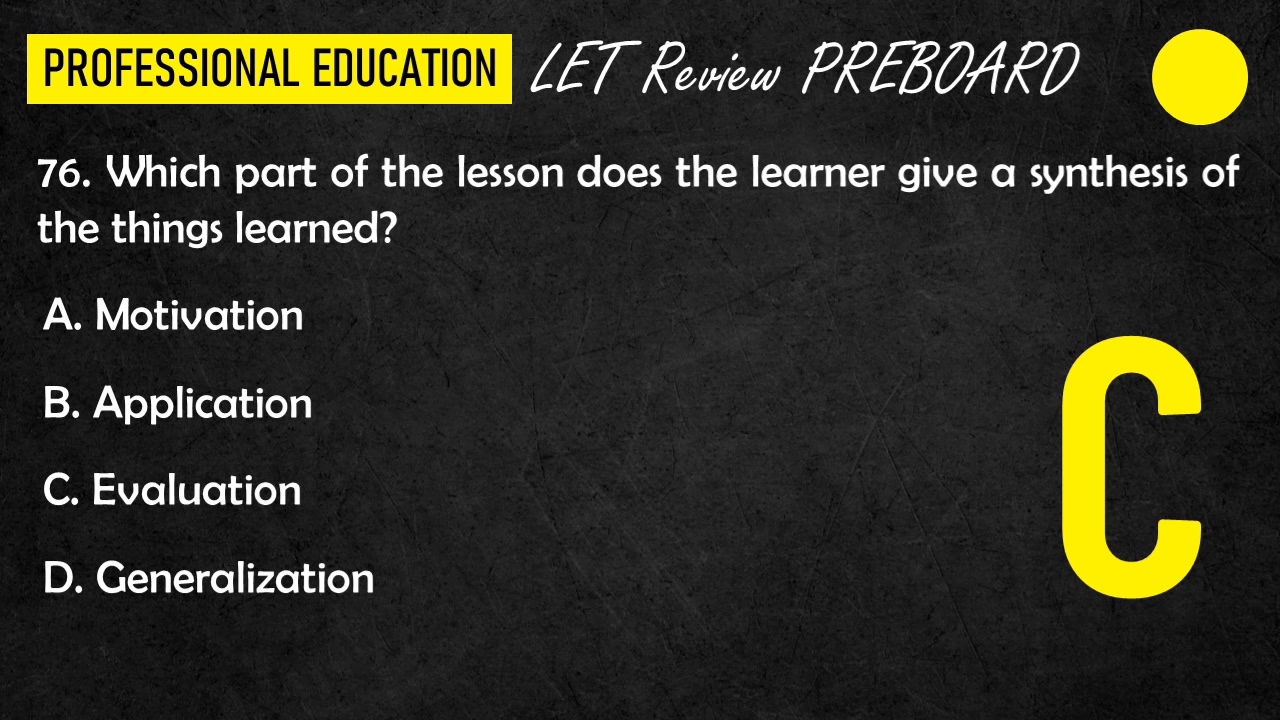 PROFESSIONAL EDUCATION LET Review PREBOARD
76. Which part of the lesson does the learner give a synthesis of
the things learned?
A. Motivation
B. Application
C. Evaluation
D. Generalization
C